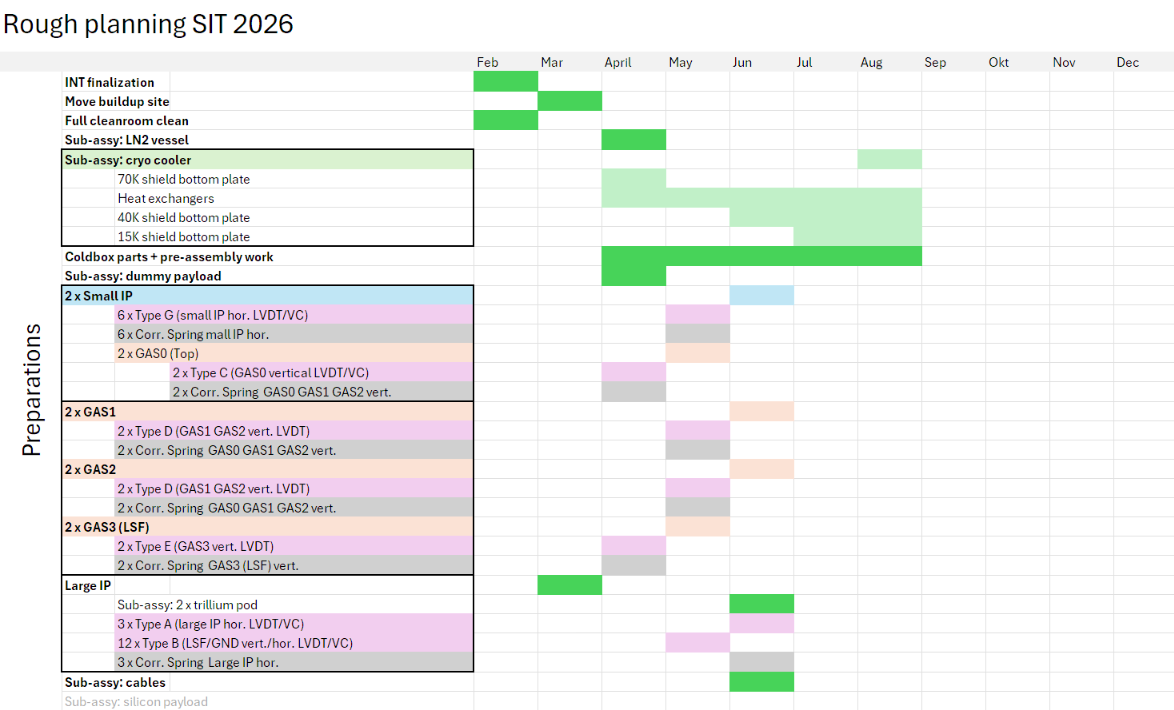 Rough planning SIT 2026
Feb Mar April May Jun Jul Aug Sep Okt Nov Dec
Preparations
INT finalization
Move buildup site
Full cleanroom clean
Sub-assy: LN2 vessel
Sub-assy: cryo cooler
70K shield bottom plate
Heat exchangers
40K shield bottom plate
15K shield bottom plate
Coldbox parts + pre-assembly work
Sub-assy: dummy payload
2 x Small IP
6 x Type G (small IP hor. LVDT/VC)
6 x Corr. Spring mall IP hor.
2 x GAS0 (Top)
2 x Type C (GAS0 vertical LVDT/VC)
2 x Corr. Spring GAS0 GAS1 GAS2 vert.
2 x GAS1
2 x Type D (GAS1 GAS2 vert. LVDT)
2 x Corr. Spring GAS0 GAS1 GAS2 vert.
2 x GAS2
2 x Type D (GAS1 GAS2 vert. LVDT)
2 x Corr. Spring GAS0 GAS1 GAS2 vert.
2 x GAS3 (LSF)
2 x Type E (GAS3 vert. LVDT)
2 x Corr. Spring GAS3 (LSF) vert.
Large IP
Sub-assy: 2 x trillium pod
3 x Type A (large IP hor. LVDT/VC)
12 x Type B (LSF/GND vert./hor. LVDT/VC)
3 x Corr. Spring Large IP hor.
Sub-assy: cables
Sub-assy: silicon payload